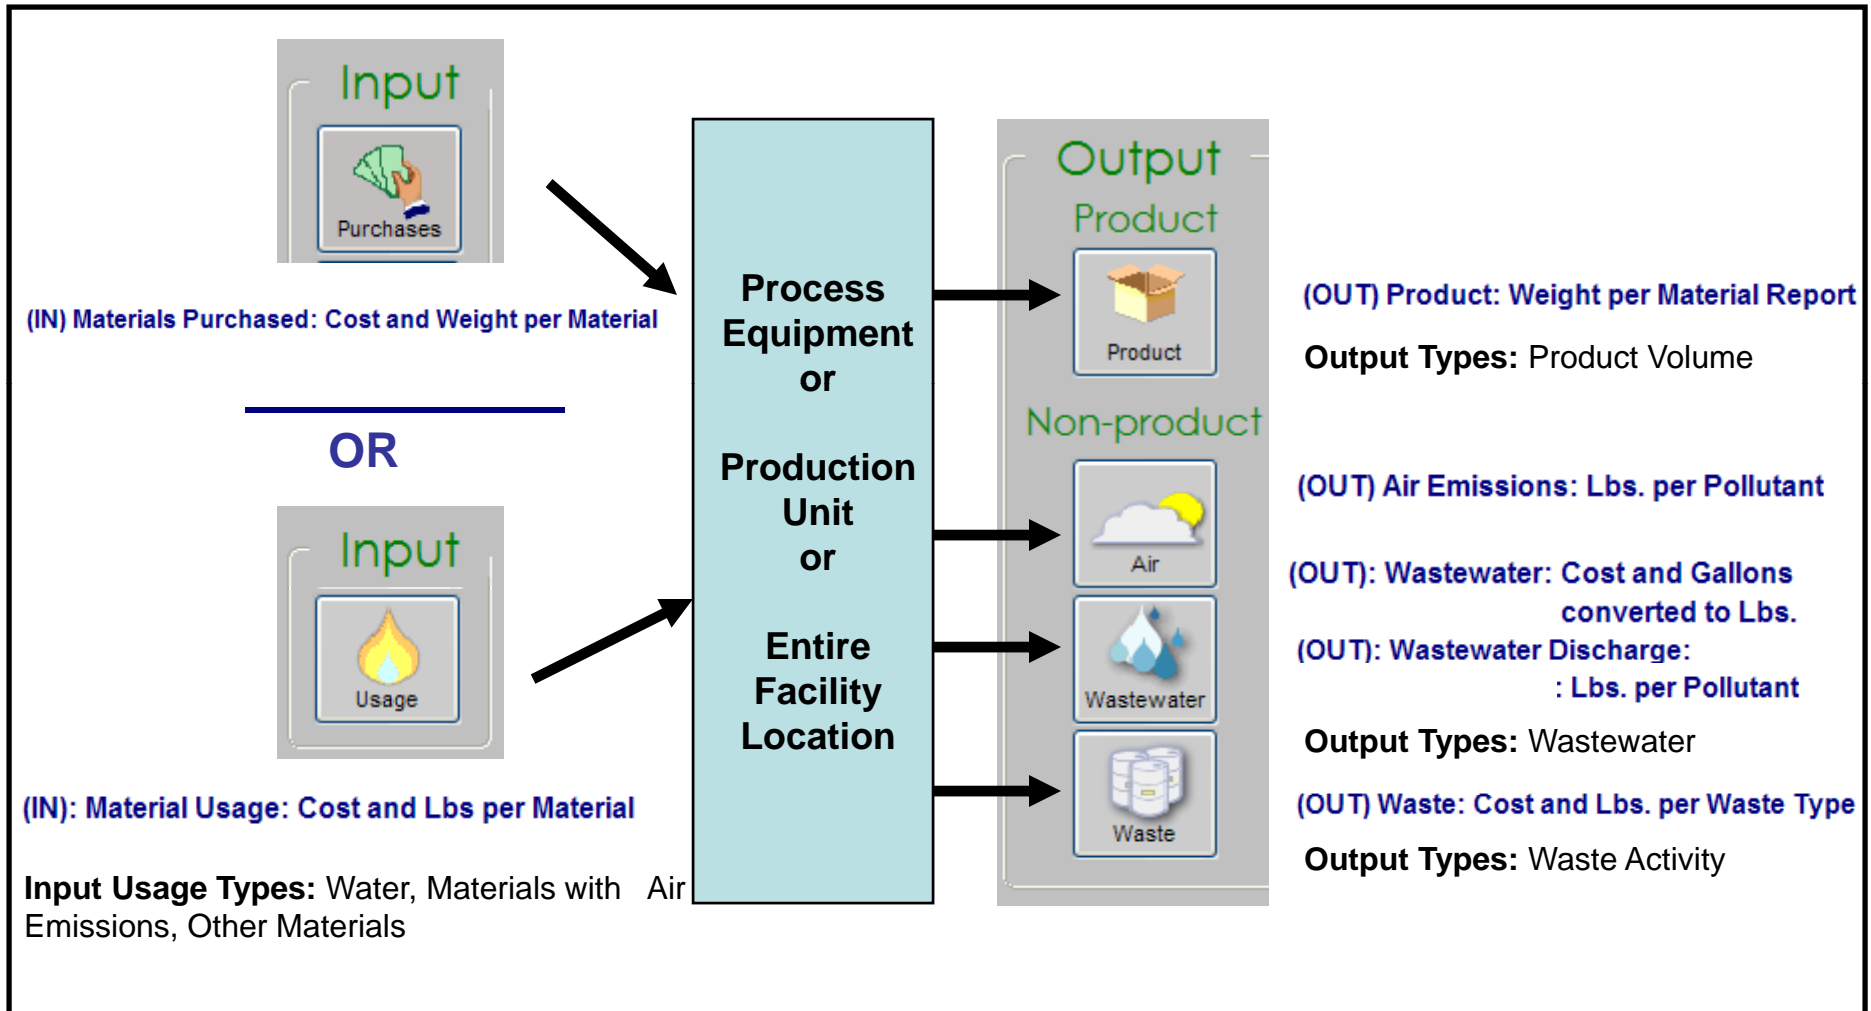 Input
Purchases
(IN) Materials Purchased: Cost and Weight per Material
OR
Input
Usage
(IN): Material Usage: Cost and Lbs per Material
Input Usage Types: Water, Materials with Air
Emissions, Other Materials
Process
Equipment
or
Production
Unit
or
Entire
Facility
Location
Output
Product
Product
Non-product
Air
Wastewater
Waste
(OUT) Product: Weight per Material Report
Output Types: Product Volume
(OUT) Air Emissions: Lbs. per Pollutant
(OUT): Wastewater: Cost and Gallons
converted to Lbs.
(OUT): Wastewater Discharge:
: Lbs. per Pollutant
Output Types: Wastewater
(OUT) Waste: Cost and Lbs. per Waste Type
Output Types: Waste Activity